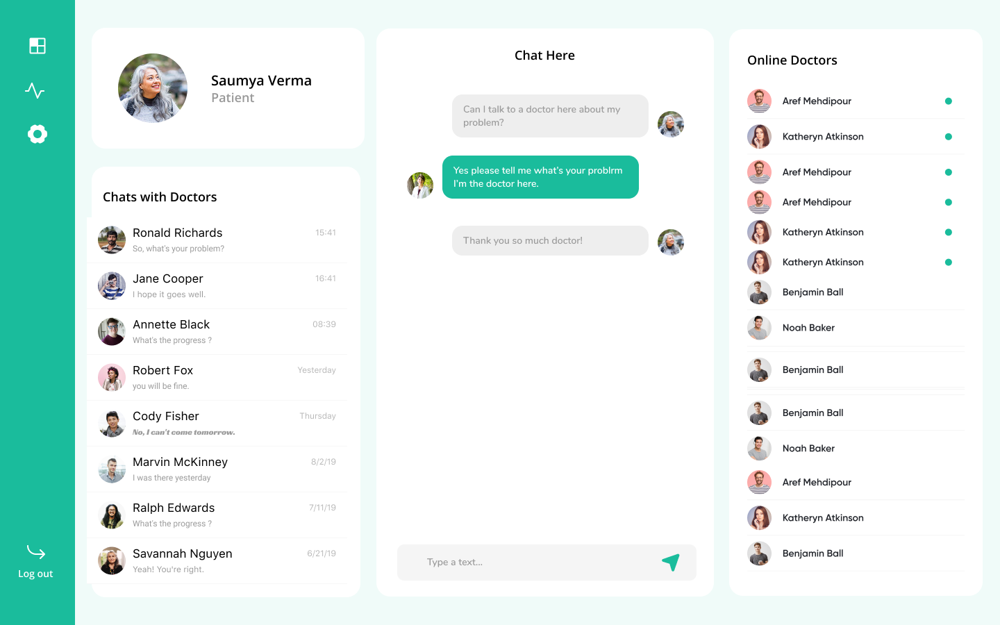 Log out
Saumya Verma
Patient
Chats with Doctors
Ronald Richards
15:41
So, what's your problem?
Jane Cooper
16:41
I hope it goes well.
Annette Black
08:39
What's the progress ?
Robert Fox
Yesterday
you will be fine.
Cody Fisher
Thursday
No, I can't come tomorrow.
Marvin McKinney
8/2/19
I was there yesterday
Ralph Edwards
7/11/19
What's the progress ?
Savannah Nguyen
6/21/19
Yeah! You're right.
Chat Here
Can I talk to a doctor here about my
problem?
Yes please tell me what's your problrm
I'm the doctor here.
Thank you so much doctor!
Type a text...
Online Doctors
Aref Mehdipour
Katheryn Atkinson
Aref Mehdipour
Aref Mehdipour
Katheryn Atkinson
Katheryn Atkinson
Benjamin Ball
Noah Baker
Benjamin Ball
Benjamin Ball
Noah Baker
Aref Mehdipour
Katheryn Atkinson
Benjamin Ball